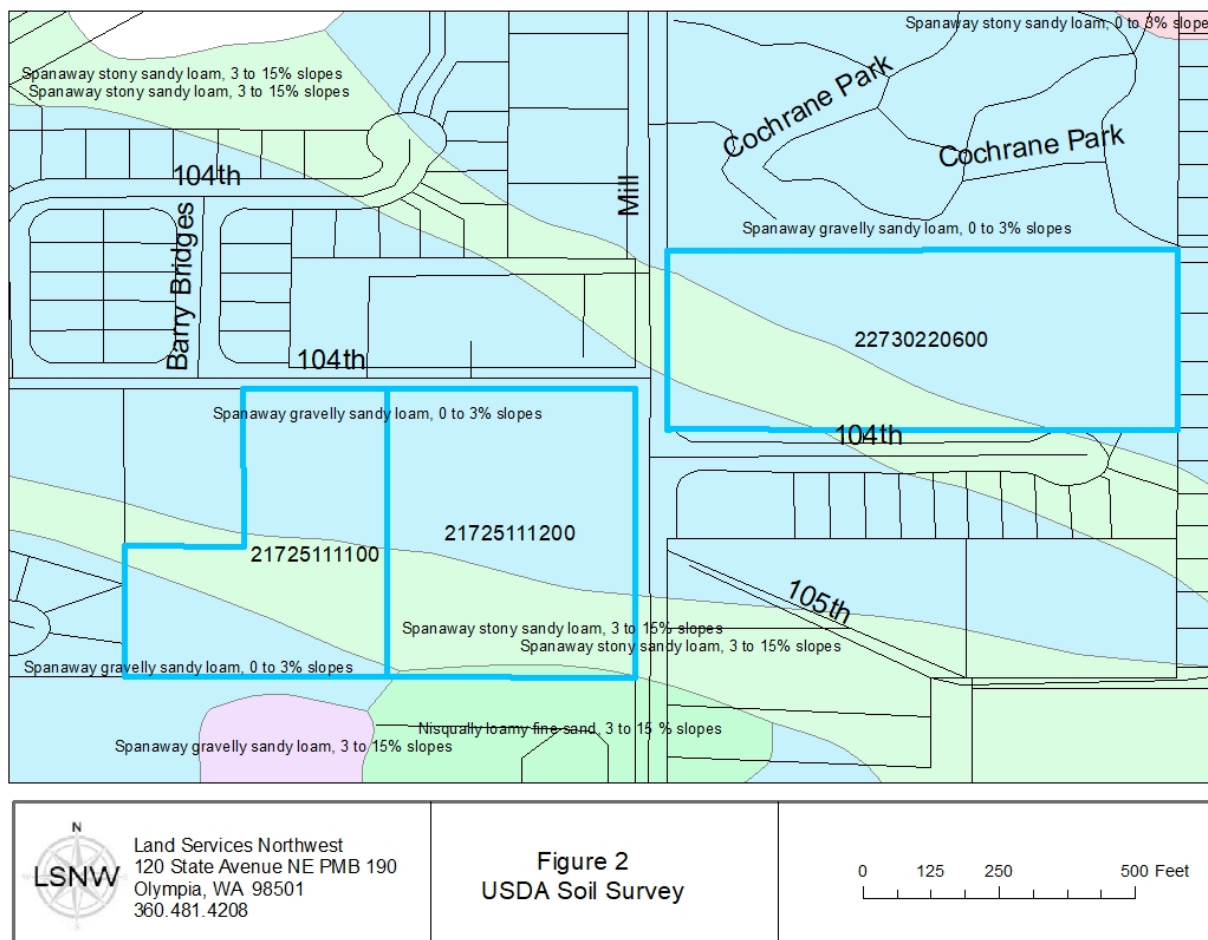 Spanaway stony sandy loam, 0 to 3% slope
Spanaway stony sandy loam, 3 to 15% slopes
Spanaway stony sandy loam, 3 to 15% slopes
Cochrane Park
Cochrane Park
104th
Mill
Barry Bridges
Spanaway gravelly sandy loam, 0 to 3% slopes
22730220600
104th
Spanaway gravelly sandy loam, 0 to 3% slopes
104th
21725111200
21725111100
105th
Spanaway stony sandy loam, 3 to 15% slopes
Spanaway stony sandy loam, 3 to 15% slopes
Spanaway gravelly sandy loam, 0 to 3% slopes
Nisqually loamy fine sand, 3 to 15 % slopes
Spanaway gravelly sandy loam, 3 to 15% slopes
N
LSNW
Land Services Northwest
120 State Avenue NE PMB 190
Olympia, WA 98501
360.481.4208
Figure 2
USDA Soil Survey
0 125 250 500 Feet